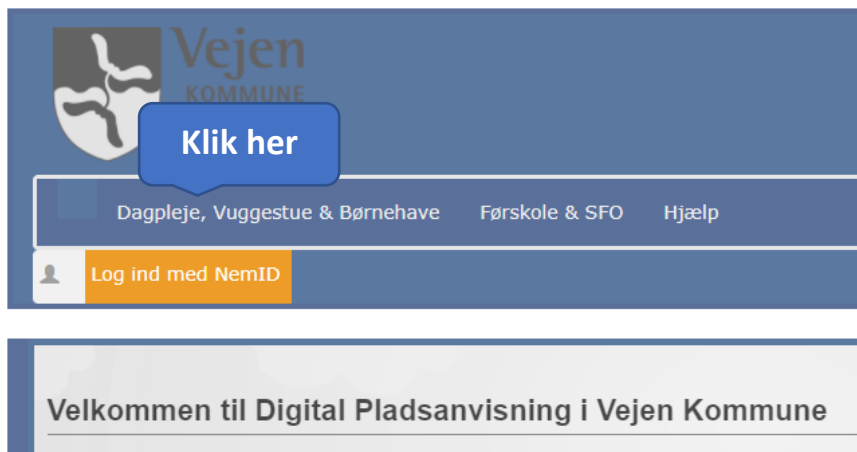 Vejen
KOMMUNE
Klik her
Dagpleje, Vuggestue & Børnehave Førskole & SFO Hjælp
Log ind med NemID
Velkommen til Digital Pladsanvisning i Vejen Kommune